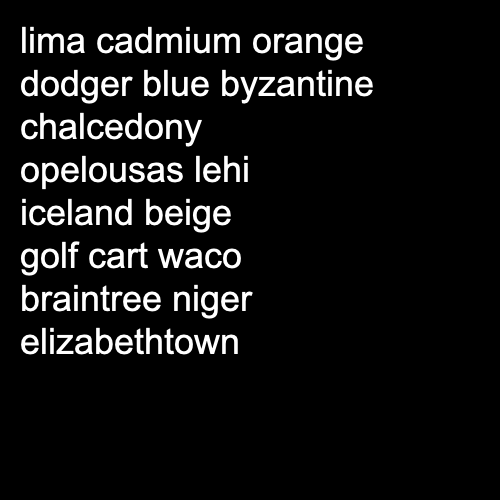 lima cadmium orange
dodger blue byzantine
chalcedony
opelousas lehi
iceland beige
golf cart waco
braintree niger
elizabethtown